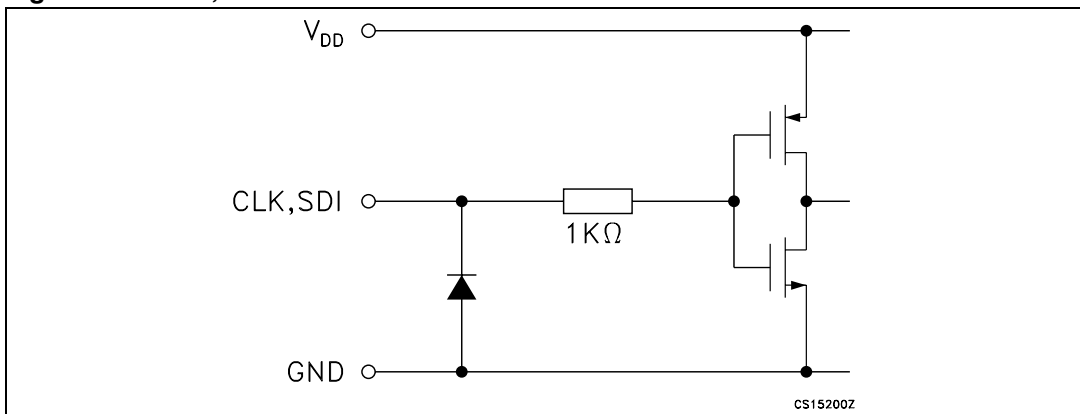 V_DD
CLK,SDI
1KΩ
GND
CS15200Z